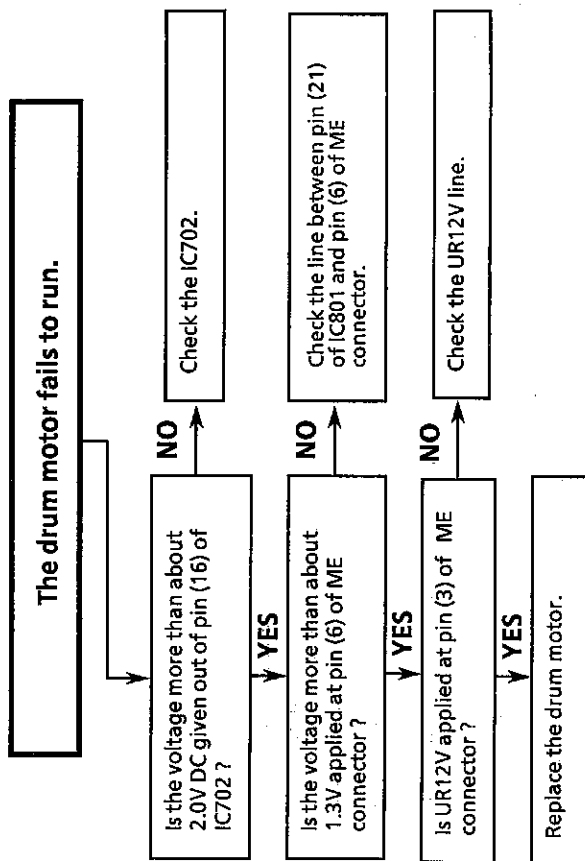 The drum motor fails to run.
Is the voltage more than about
2.0V DC given out of pin (16) of
IC702 ?
NO
Check the IC702.
YES
Is the voltage more than about
1.3V applied at pin (6) of ME
connector ?
NO
Check the line between pin (21)
of IC801 and pin (6) of ME
connector.
YES
Is UR12V applied at pin (3) of ME
connector ?
NO
Check the UR12V line.
YES
Replace the drum motor.